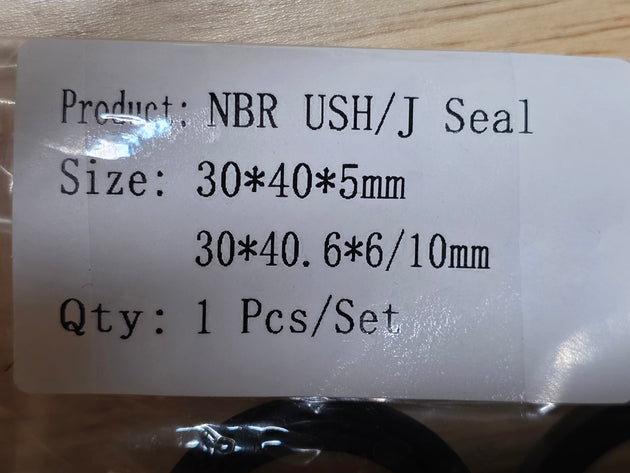 Product: NBR USH/J Seal
Size: 30*40*5mm
30*40.6*6/10mm
Qty: 1 Pcs/Set